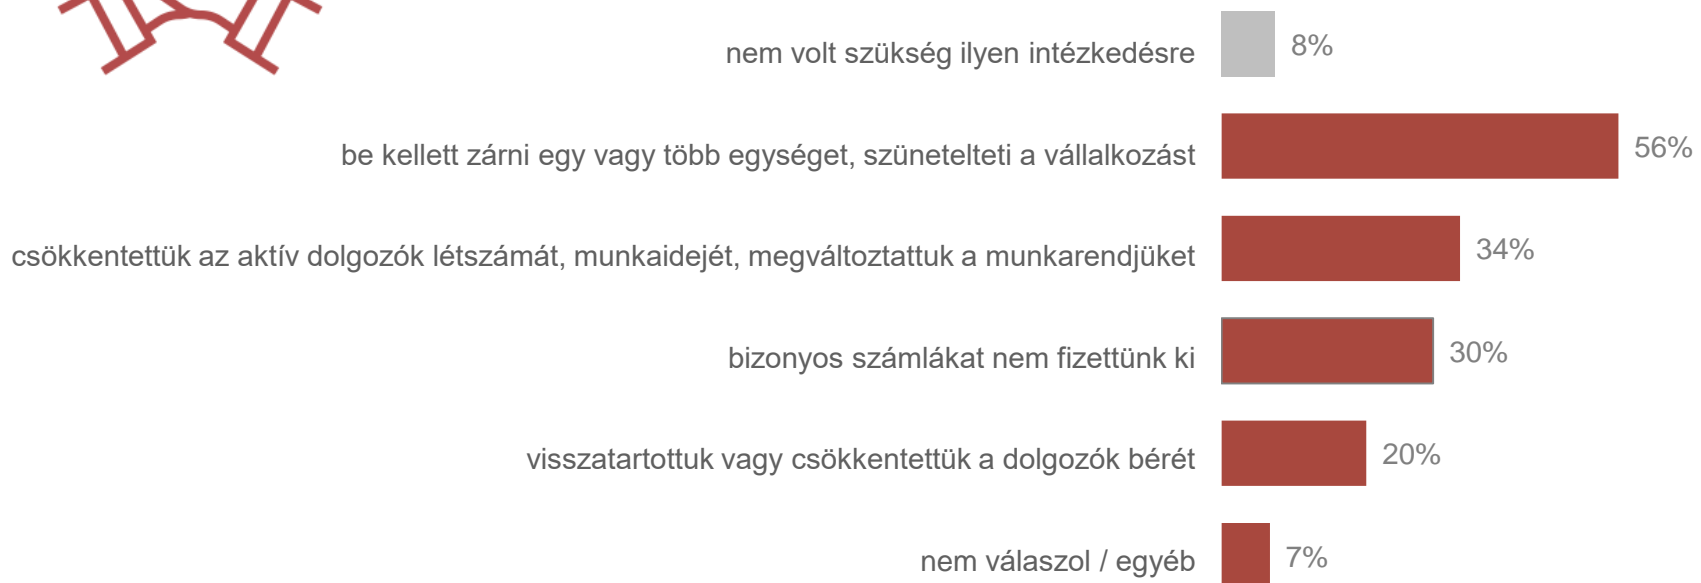 nem volt szükség ilyen intézkedésre 8%
be kellett zárni egy vagy több egységet, szünetelteti a vállalkozást 56%
csökkentettük az aktív dolgozók létszámát, munkaidejét, megváltoztattuk a munkarendjüket 34%
bizonyos számlákat nem fizettünk ki 30%
visszatartottuk vagy csökkentettük a dolgozók bérét 20%
nem válaszol / egyéb 7%